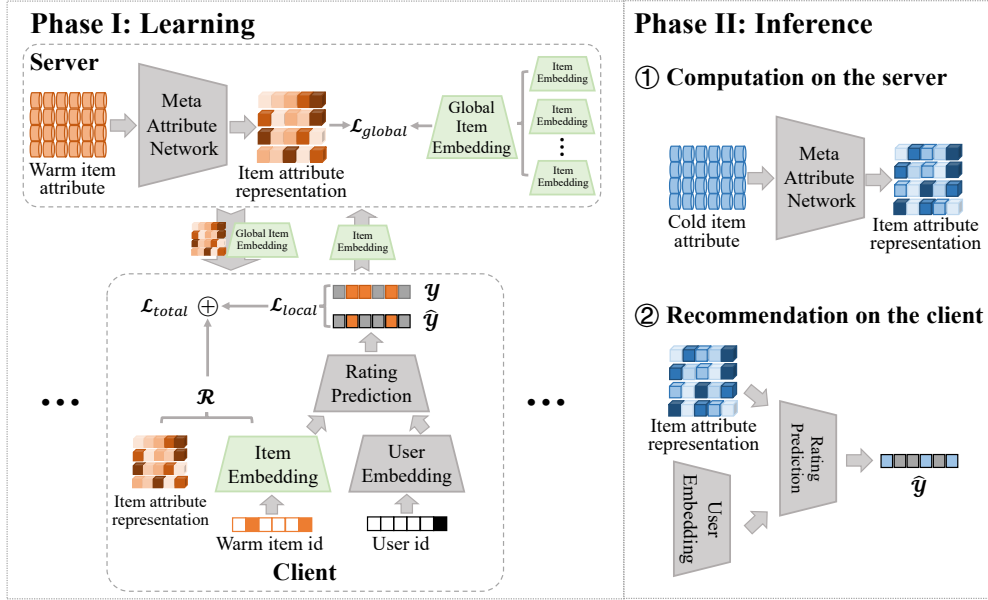 Phase I: Learning
Server
Meta
Attribute
Network
Warm item
attribute
Item attribute
representation
ℒglobal
Global
Item
Embedding
Item
Embedding
Item
Embedding
⋮
Item
Embedding
Global Item
Embedding
Item
Embedding
ℒtotal
ℒlocal
𝒴
𝒴̂
Rating
Prediction
ℛ
Item attribute
representation
Item
Embedding
User
Embedding
Warm item id
User id
Client
...
...
Phase II: Inference
① Computation on the server
Meta
Attribute
Network
Cold item
attribute
Item attribute
representation
② Recommendation on the client
Item attribute
representation
User
Embedding
Rating
Prediction
𝒴̂